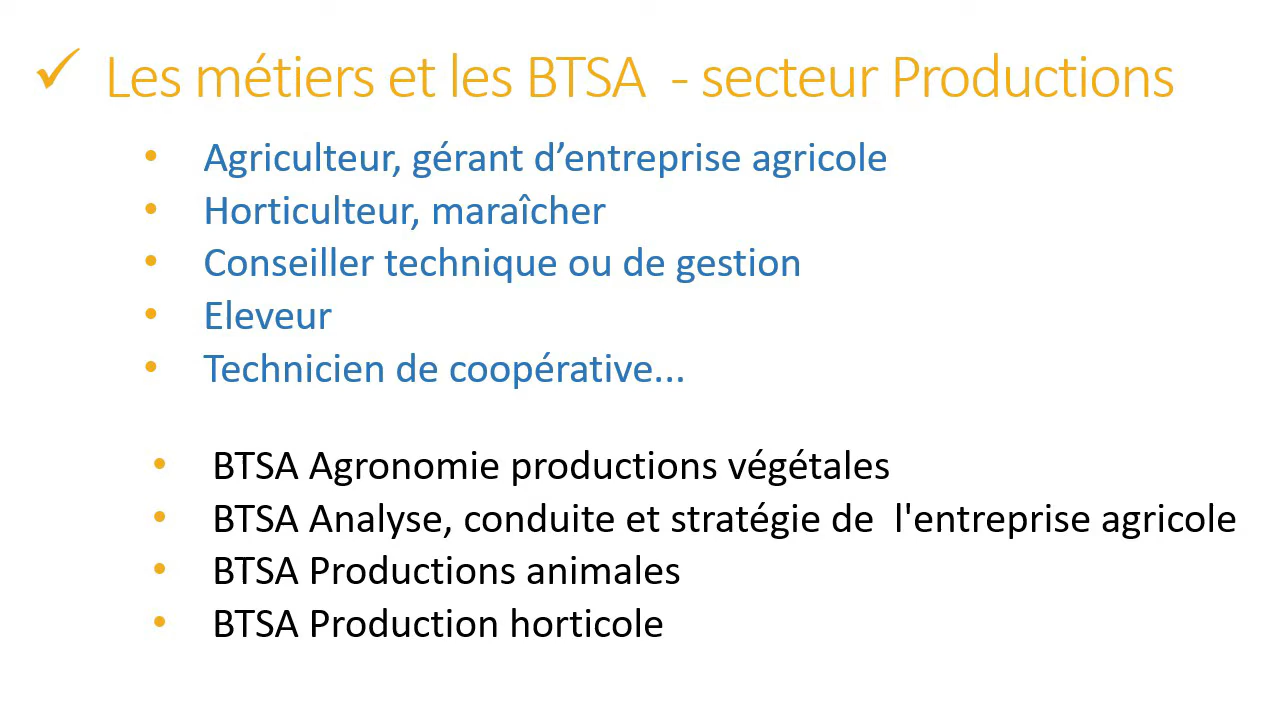 ✓ Les métiers et les BTSA - secteur Productions
• Agriculteur, gérant d’entreprise agricole
• Horticulteur, maraîcher
• Conseiller technique ou de gestion
• Eleveur
• Technicien de coopérative...
• BTSA Agronomie productions végétales
• BTSA Analyse, conduite et stratégie de l'entreprise agricole
• BTSA Productions animales
• BTSA Production horticole